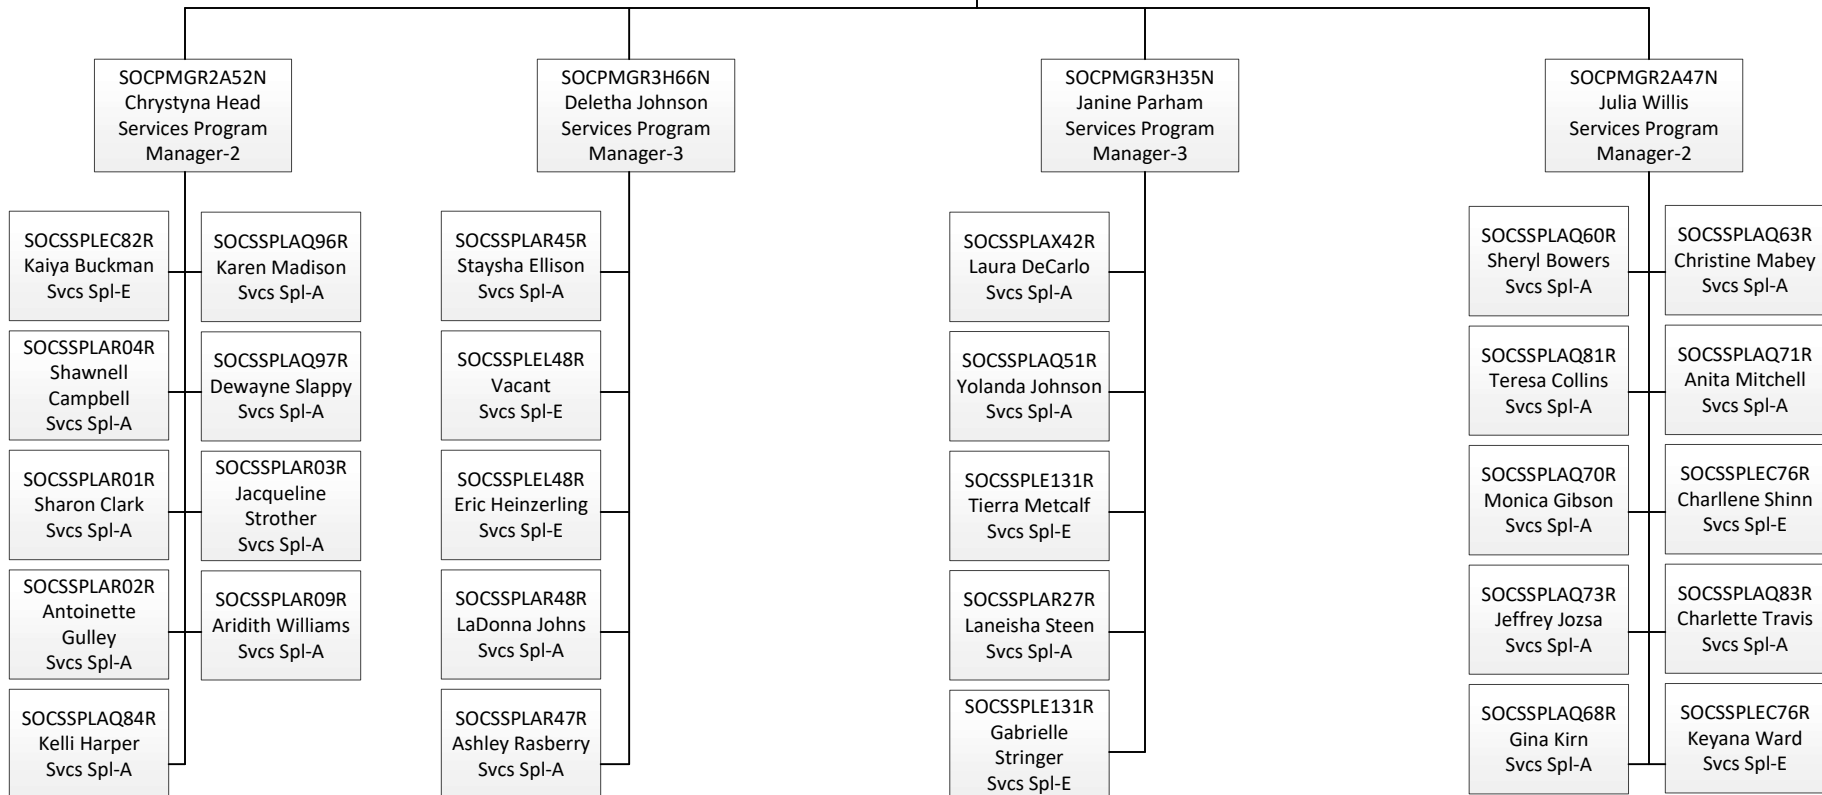 SOCPMGR2A52N
Chrystyna Head
Services Program
Manager-2
SOCSSPLEC82R
Kaiya Buckman
Svcs Spl-E
SOCSSPLAQ96R
Karen Madison
Svcs Spl-A
SOCSSPLAR04R
Shawnell
Campbell
Svcs Spl-A
SOCSSPLAQ97R
Dewayne Slappy
Svcs Spl-A
SOCSSPLAR01R
Sharon Clark
Svcs Spl-A
SOCSSPLAR03R
Jacqueline
Strother
Svcs Spl-A
SOCSSPLAR02R
Antoinette
Gulley
Svcs Spl-A
SOCSSPLAR09R
Aridith Williams
Svcs Spl-A
SOCSSPLAQ84R
Kelli Harper
Svcs Spl-A
SOCPMGR3H66N
Deletha Johnson
Services Program
Manager-3
SOCSSPLAR45R
Staysha Ellison
Svcs Spl-A
SOCSSPLEL48R
Vacant
Svcs Spl-E
SOCSSPLEL48R
Eric Heinzerling
Svcs Spl-E
SOCSSPLAR48R
LaDonna Johns
Svcs Spl-A
SOCSSPLAR47R
Ashley Rasberry
Svcs Spl-A
SOCPMGR3H35N
Janine Parham
Services Program
Manager-3
SOCSSPLAX42R
Laura DeCarlo
Svcs Spl-A
SOCSSPLAQ51R
Yolanda Johnson
Svcs Spl-A
SOCSSPLE131R
Tierra Metcalf
Svcs Spl-E
SOCSSPLAR27R
Laneisha Steen
Svcs Spl-A
SOCSSPLE131R
Gabrielle
Stringer
Svcs Spl-E
SOCPMGR2A47N
Julia Willis
Services Program
Manager-2
SOCSSPLAQ60R
Sheryl Bowers
Svcs Spl-A
SOCSSPLAQ63R
Christine Mabey
Svcs Spl-A
SOCSSPLAQ81R
Teresa Collins
Svcs Spl-A
SOCSSPLAQ71R
Anita Mitchell
Svcs Spl-A
SOCSSPLAQ70R
Monica Gibson
Svcs Spl-A
SOCSSPLEC76R
Charllene Shinn
Svcs Spl-E
SOCSSPLAQ73R
Jeffrey Jozsa
Svcs Spl-A
SOCSSPLAQ83R
Charlette Travis
Svcs Spl-A
SOCSSPLAQ68R
Gina Kirn
Svcs Spl-A
SOCSSPLEC76R
Keyana Ward
Svcs Spl-E